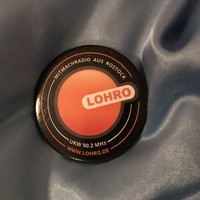 MITMACHRADIO AUS ROSTOCK
LOHRO
UKW 90.2 MHz
WWW.LOHRO.DE